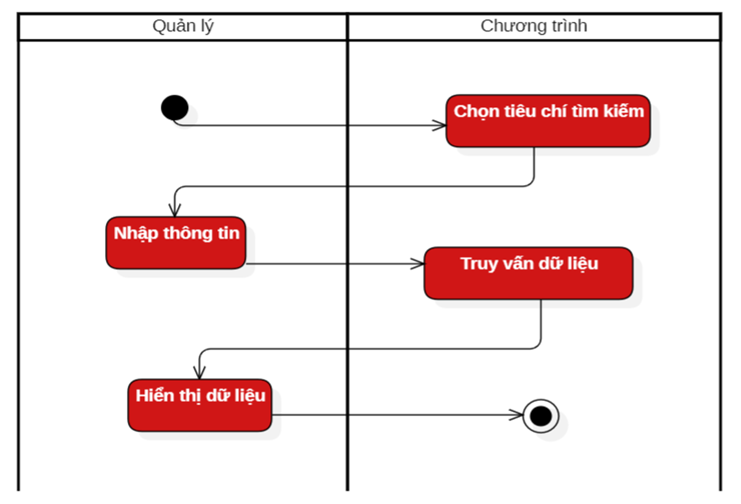 Quản lý
Chương trình
Chọn tiêu chí tìm kiếm
Nhập thông tin
Truy vấn dữ liệu
Hiển thị dữ liệu